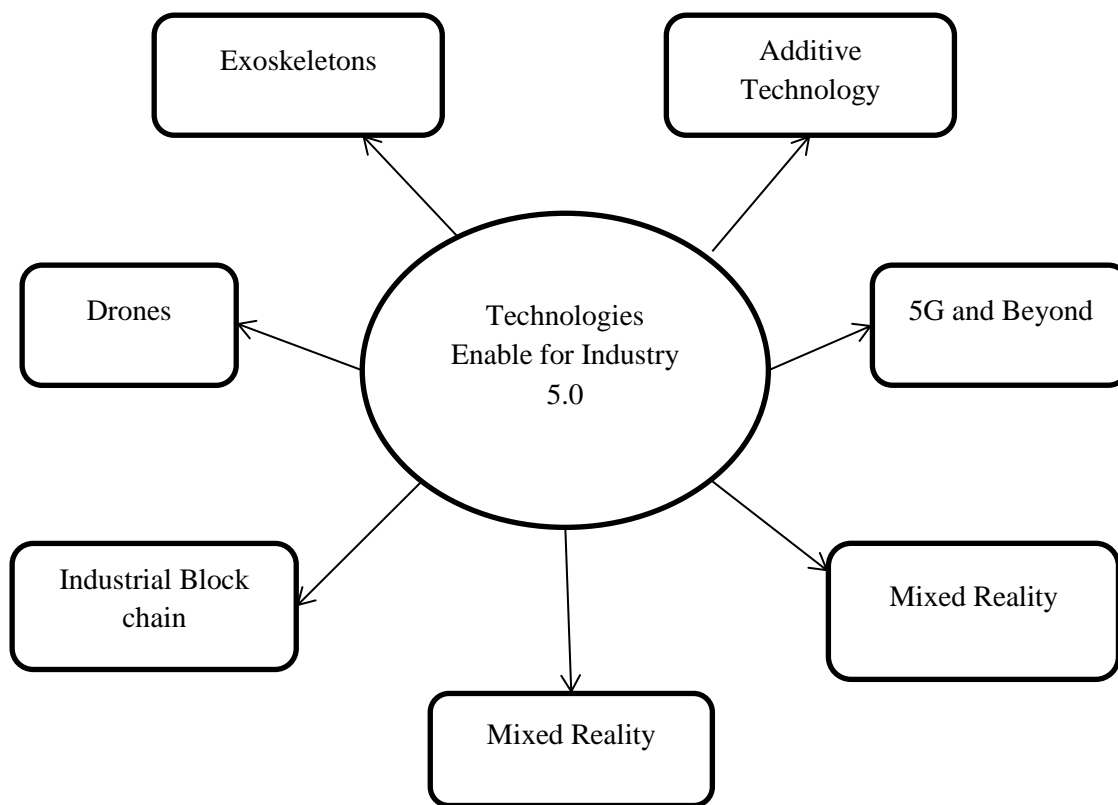 Exoskeletons
Additive
Technology
Drones
Technologies
Enable for Industry
5.0
5G and Beyond
Industrial Block
chain
Mixed Reality
Mixed Reality